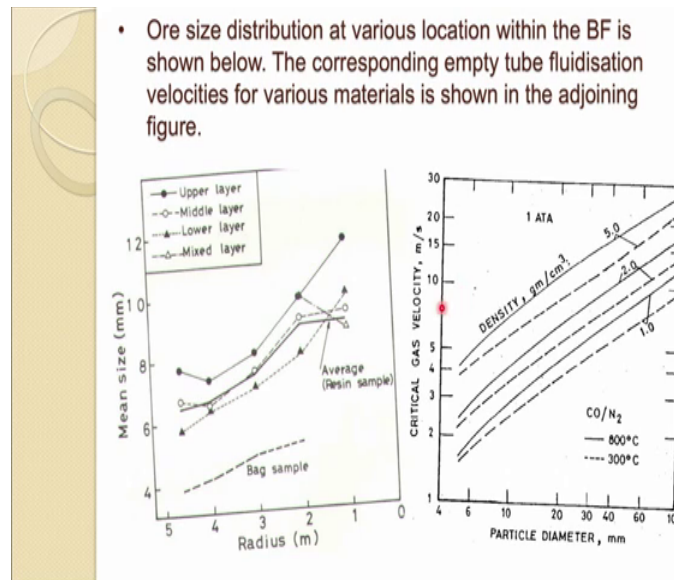 • Ore size distribution at various location within the BF is
shown below. The corresponding empty tube fluidisation
velocities for various materials is shown in the adjoining
figure.
Upper layer
Middle layer
Lower layer
Mixed layer
12
10
8
6
4
Mean size (mm)
Average
(Resin sample)
Bag sample
5 4 3 2 1 0
Radius (m)
30
20
15
10
5
4
3
2
1
CRITICAL GAS VELOCITY, m/s
1 ATA
DENSITY, gm/cm³:
5.0
2.0
1.0
CO/N₂
800°C
300°C
4 6 10 20 30 40 60
PARTICLE DIAMETER, mm